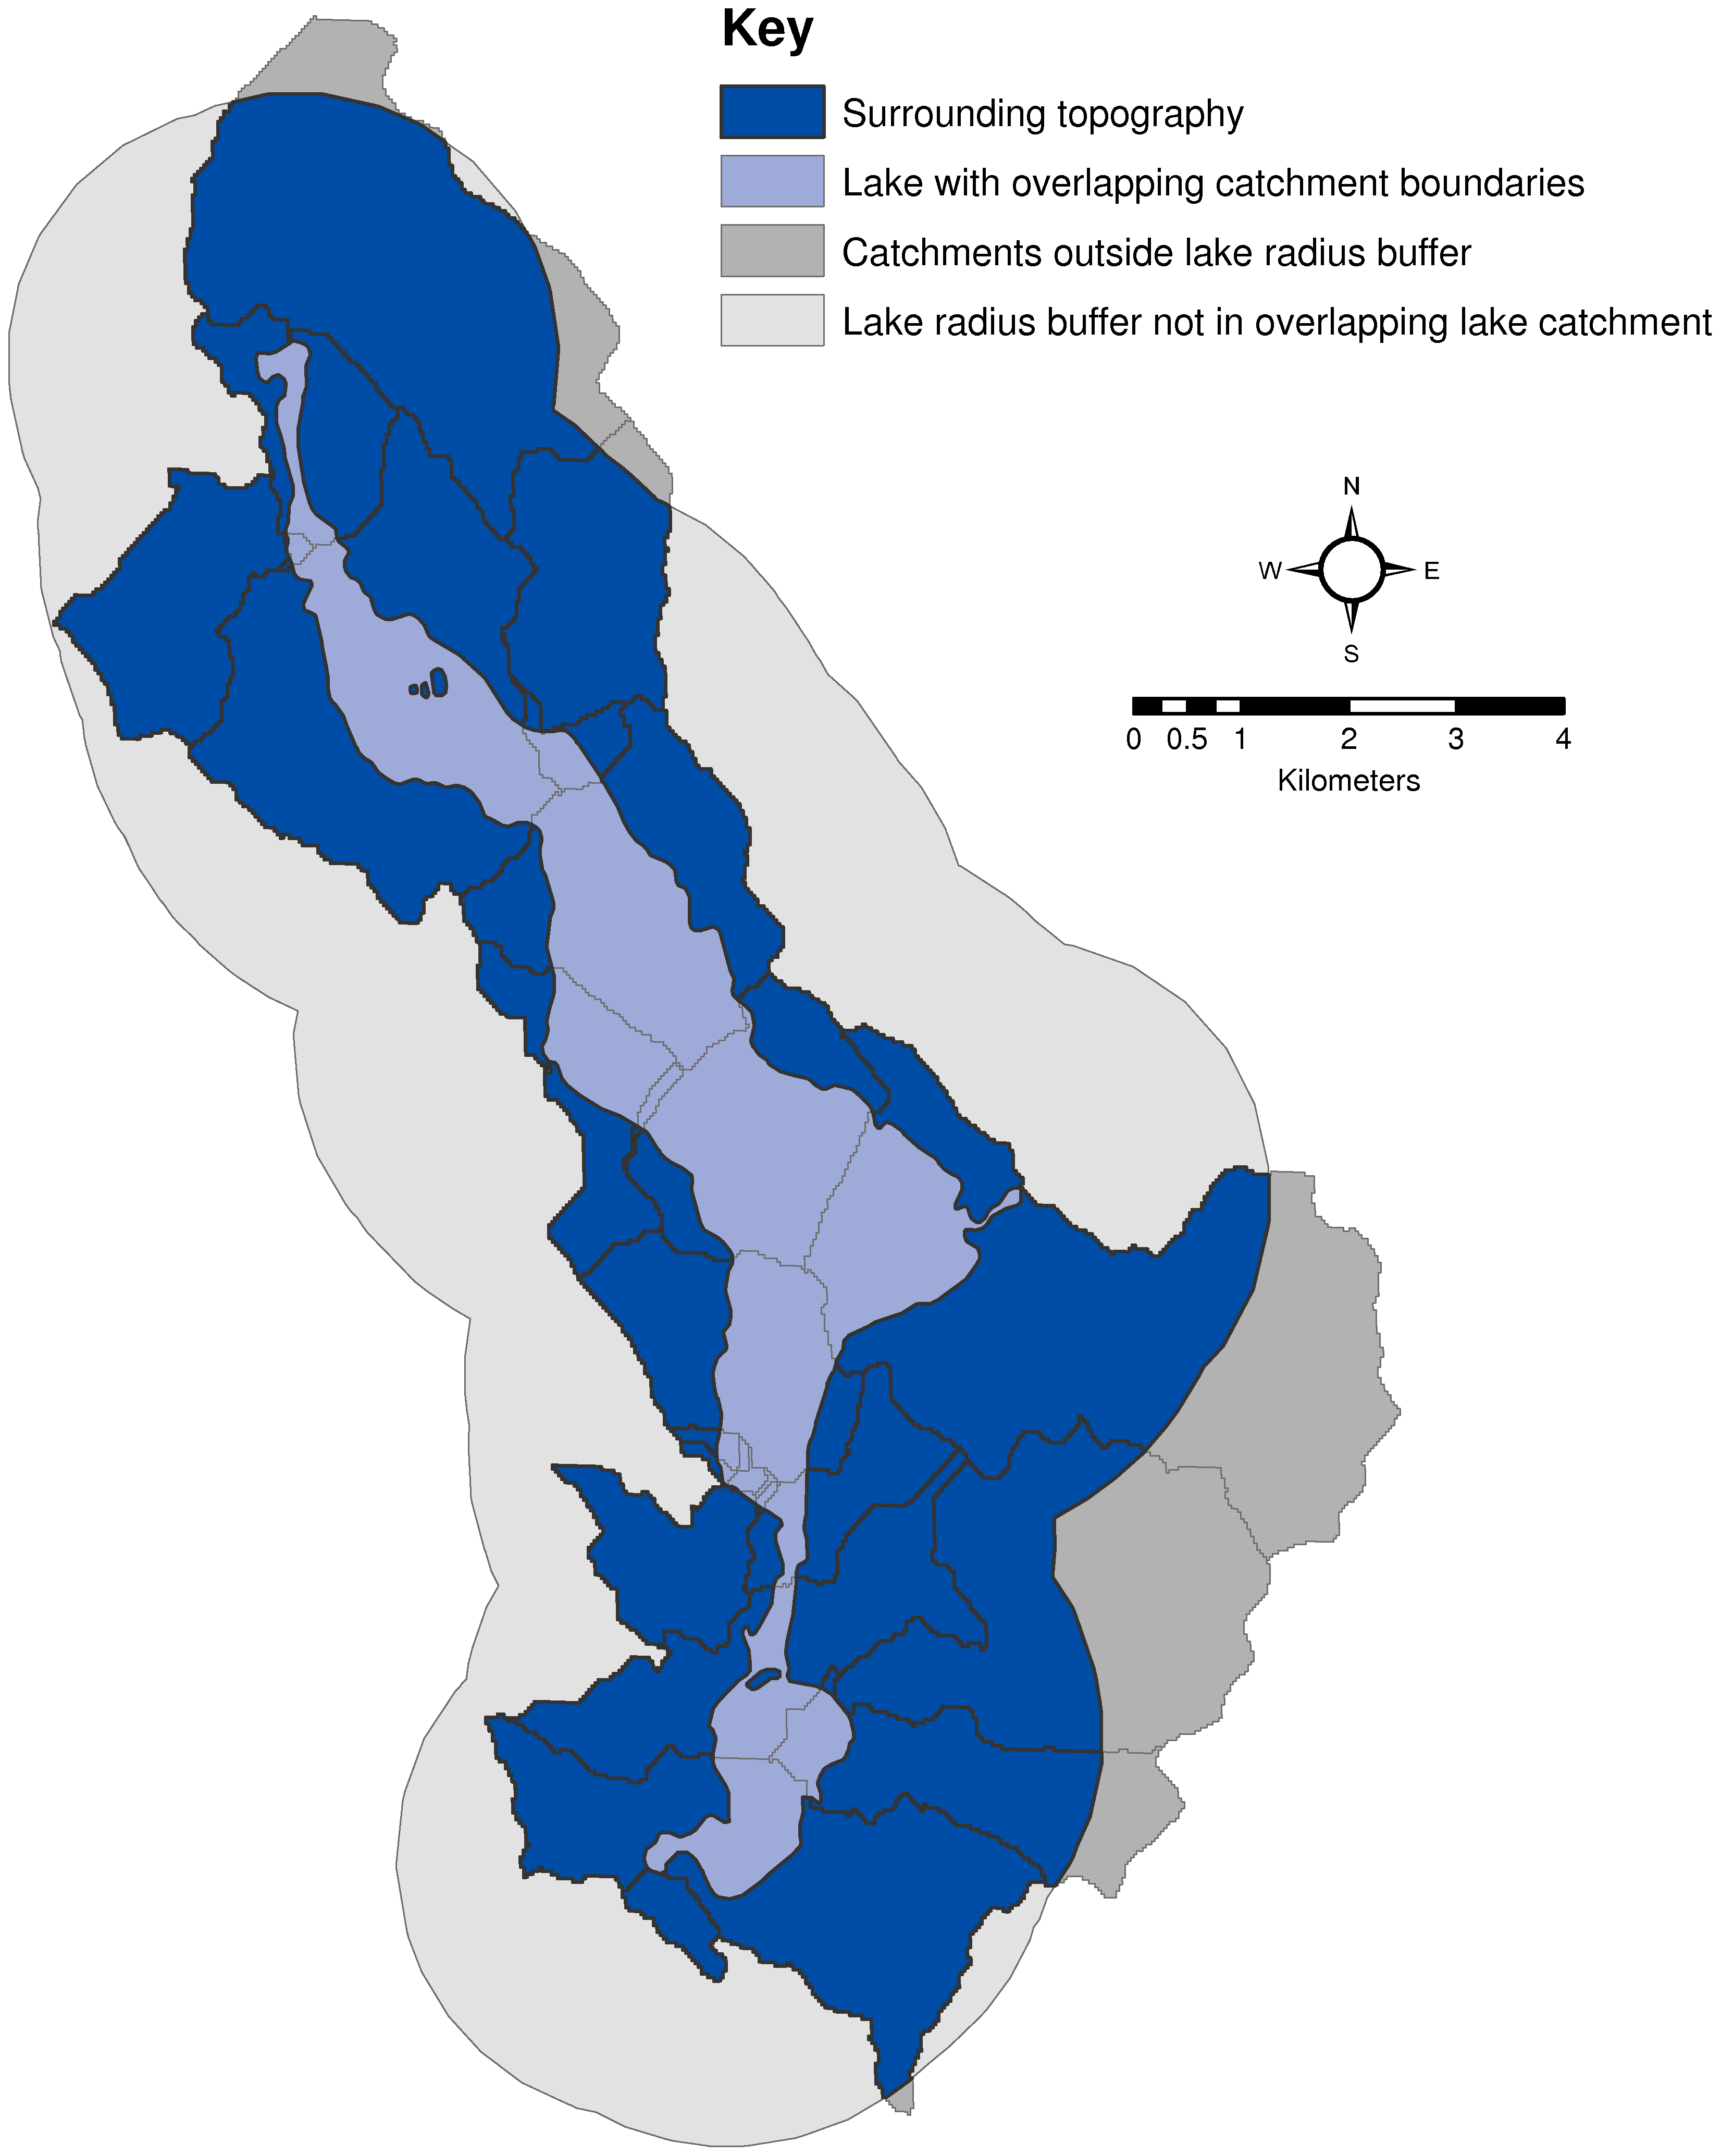 Key
Surrounding topography
Lake with overlapping catchment boundaries
Catchments outside lake radius buffer
Lake radius buffer not in overlapping lake catchment
N
W E
S
0 0.5 1 2 3 4
Kilometers